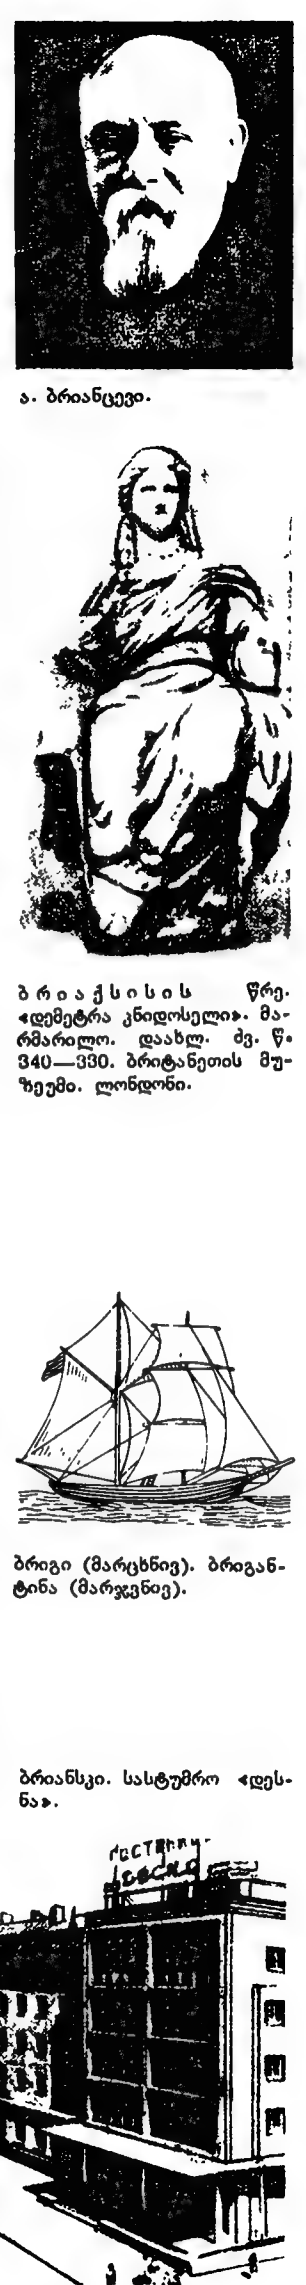 ა. ბრიანცევი.
ბრიაქსისის წრე.
«დემეტრა კნიდოსელი». მა-
რმარილო. დაახლ. ძვ. წ.
340—330. ბრიტანეთის მუ-
ზეუმი. ლონდონი.
ბრიგი (მარცხნივ). ბრიგან-
ტინა (მარჯვნივ).
ბრიანსკი. სასტუმრო «დეს-
ნა».